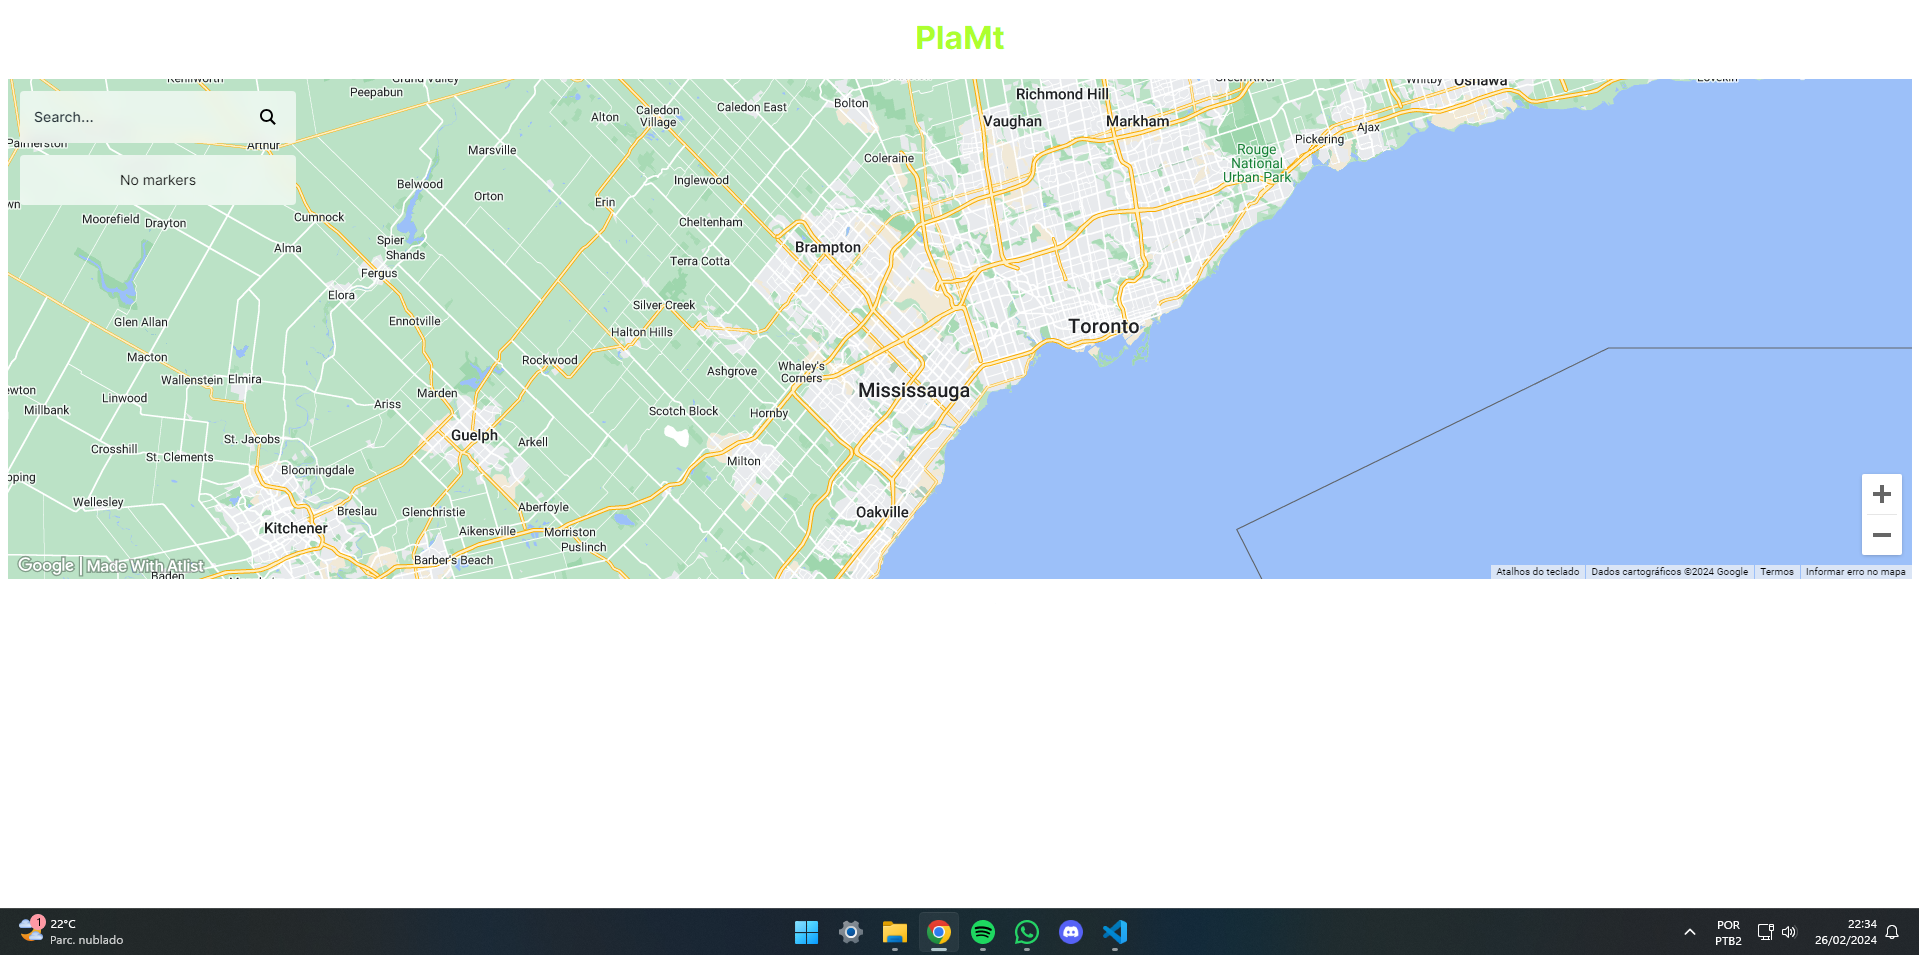 PlaMt
Kenilworth
Grand Valley
Green River
Whitby
Oshawa
Lovekin
Peepabun
Richmond Hill
Search...
Alton
Caledon
Village
Caledon East
Bolton
Vaughan
Markham
Ajax
Pickering
Palmerston
Arthur
Marsville
Coleraine
Rouge
National
Urban Park
No markers
Belwood
Inglewood
Orton
Erin
Moorefield
Drayton
Cumnock
Cheltenham
Alma
Spier
Shands
Brampton
Fergus
Terra Cotta
Elora
Silver Creek
Glen Allan
Ennotville
Halton Hills
Toronto
Macton
Rockwood
Ashgrove
Whaley's
Corners
Wallenstein
Elmira
Mississauga
Linwood
Marden
Millbank
Ariss
Scotch Block
Hornby
Crosshill
St. Jacobs
Guelph
Arkell
St. Clements
Bloomingdale
Milton
Wellesley
Breslau
Glenchristie
Aberfoyle
Oakville
Kitchener
Aikensville
Morriston
Puslinch
Barber's Beach
Google | Made With Atlist
Baden
Atalhos do teclado
Dados cartográficos ©2024 Google
Termos
Informar erro no mapa
1
22°C
Parc. nublado
POR
PTB2
22:34
26/02/2024